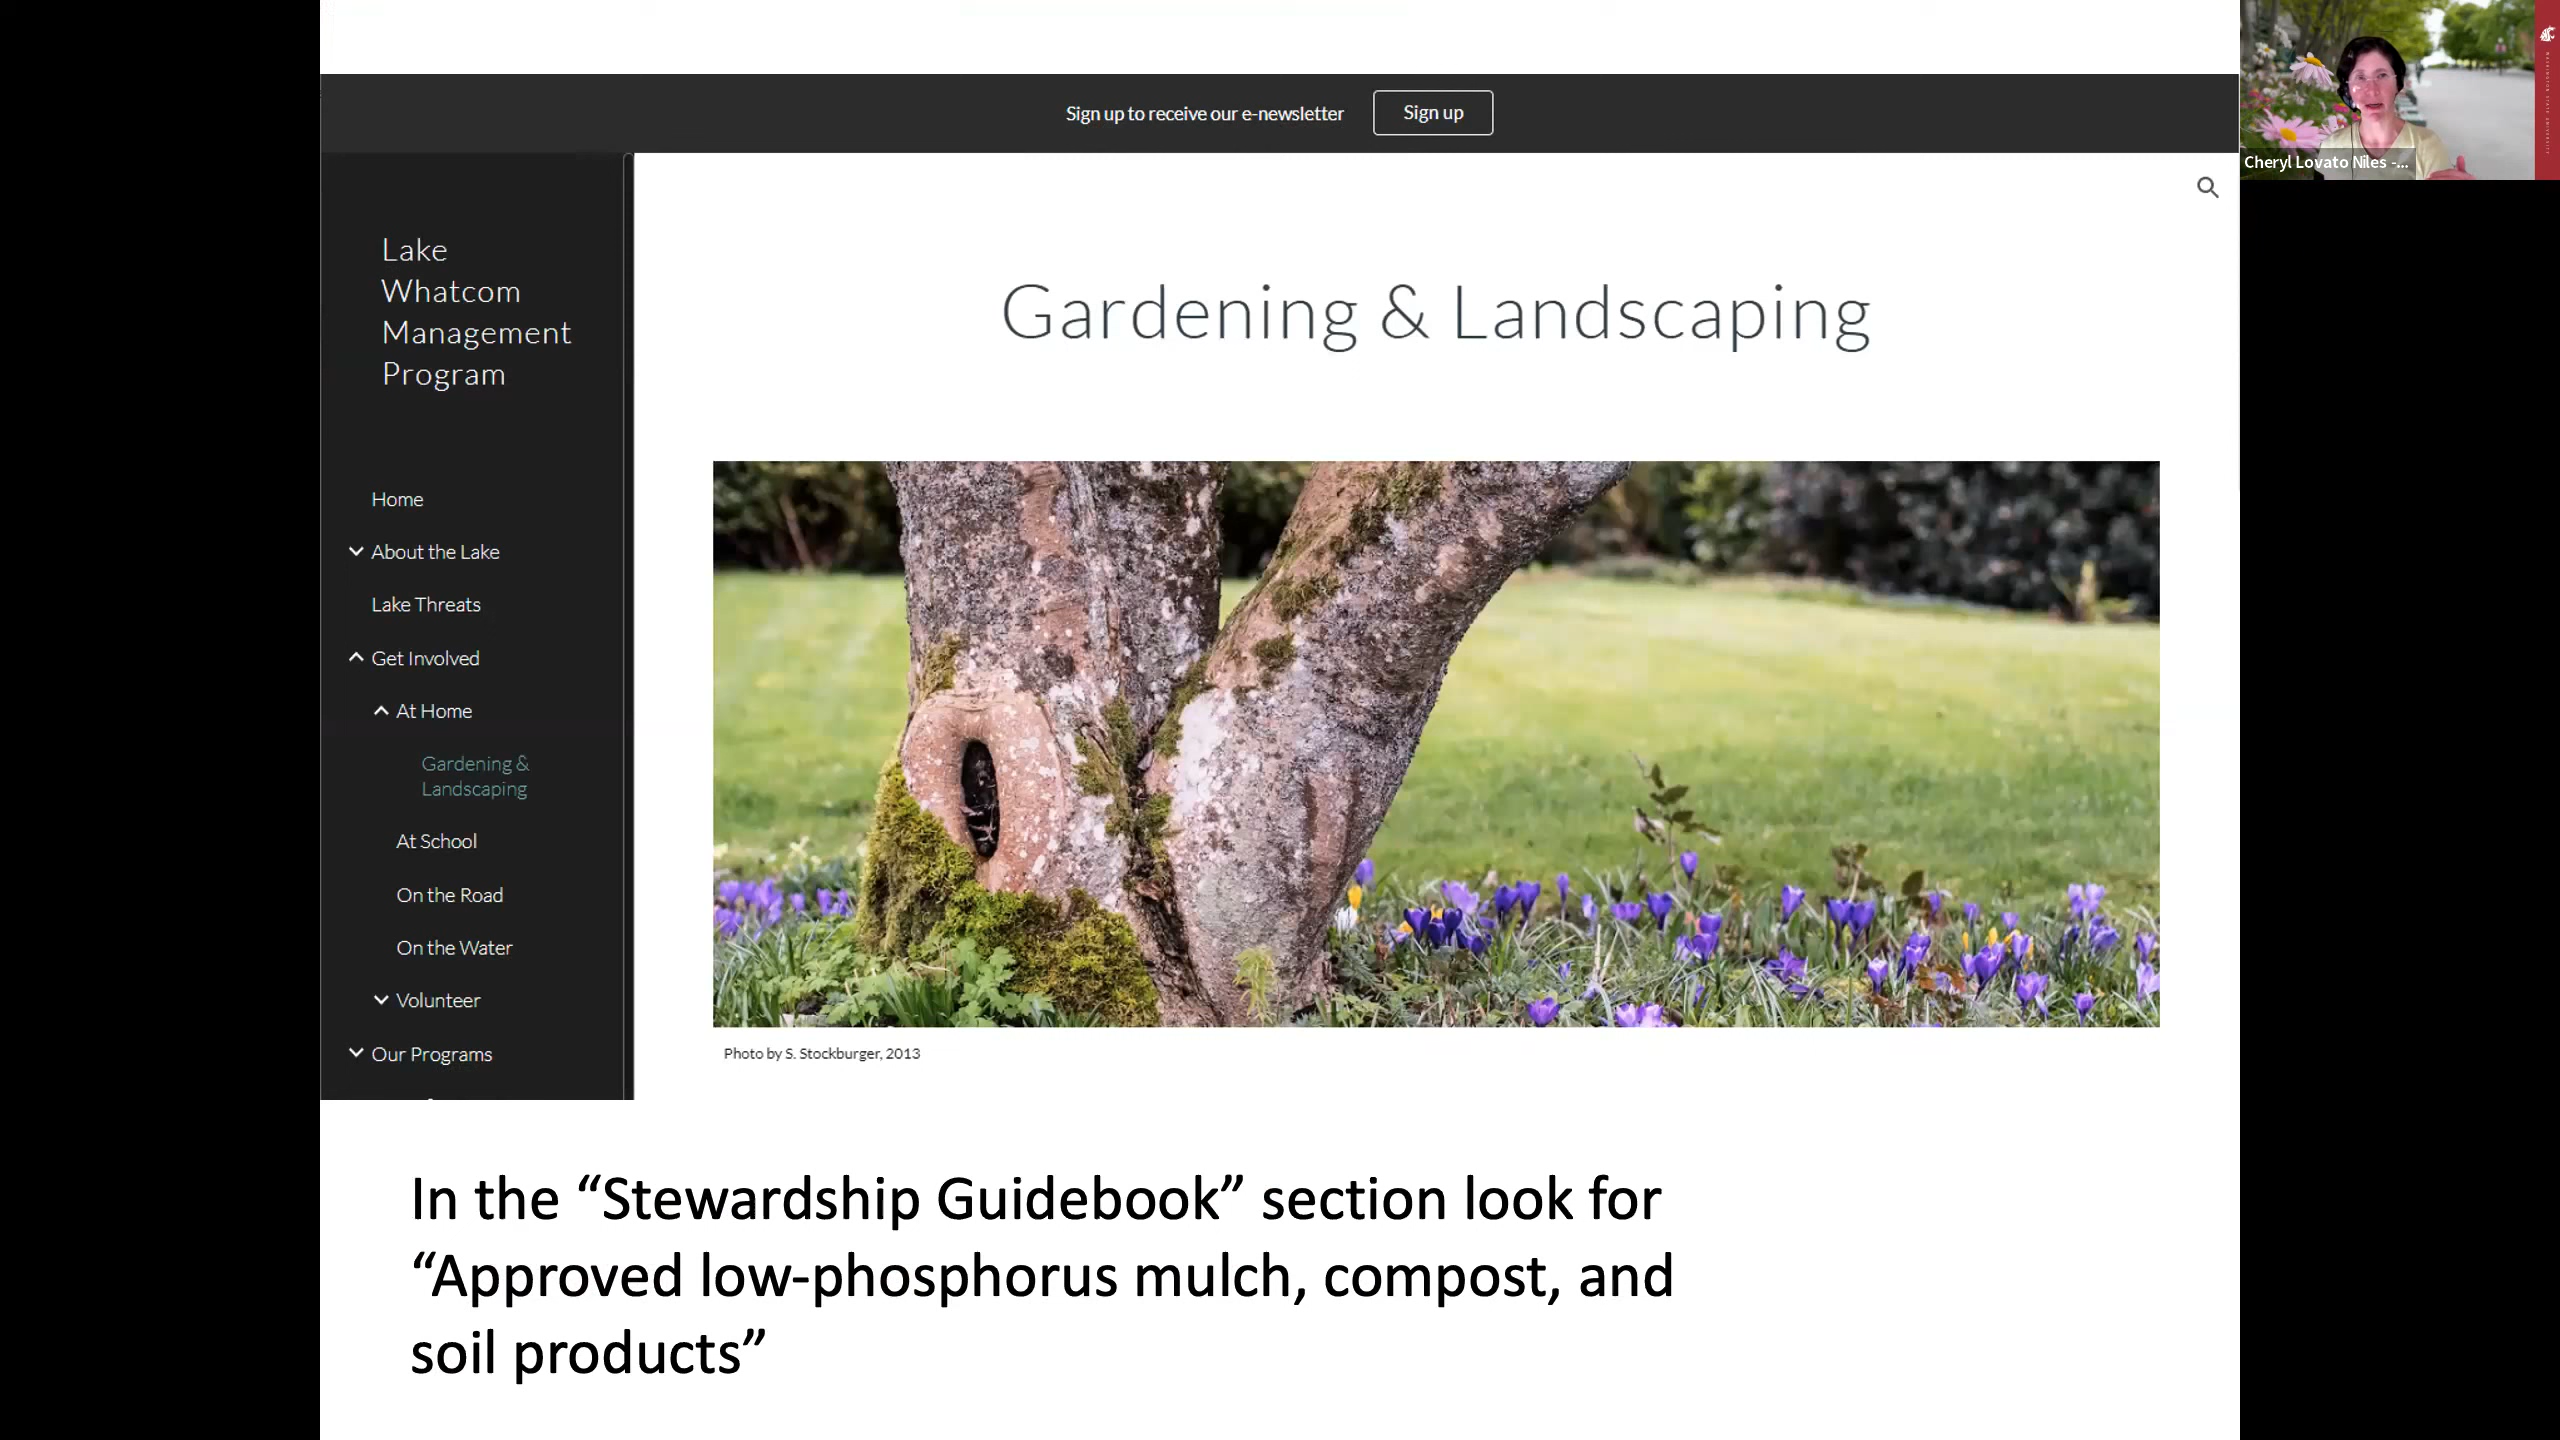 Sign up to receive our e-newsletter
Sign up
Cheryl Lovato Niles -...
Lake
Whatcom
Management
Program
Gardening & Landscaping
Home
About the Lake
Lake Threats
Get Involved
At Home
Gardening &
Landscaping
At School
On the Road
On the Water
Volunteer
Our Programs
Photo by S. Stockburger, 2013
In the “Stewardship Guidebook” section look for
“Approved low-phosphorus mulch, compost, and
soil products”